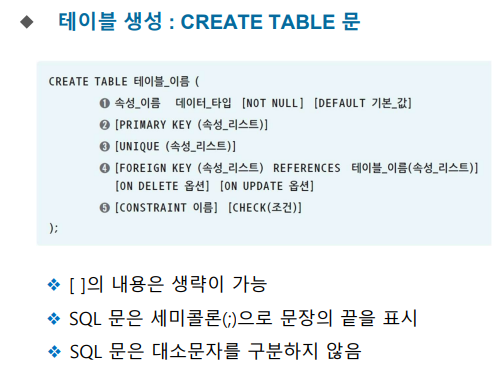 ◆ 테이블 생성 : CREATE TABLE 문
CREATE TABLE 테이블_이름 (
❶ 속성_이름 데이터_타입 [NOT NULL] [DEFAULT 기본_값]
❷ [PRIMARY KEY (속성_리스트)]
❸ [UNIQUE (속성_리스트)]
❹ [FOREIGN KEY (속성_리스트) REFERENCES 테이블_이름(속성_리스트)]
[ON DELETE 옵션] [ON UPDATE 옵션]
❺ [CONSTRAINT 이름] [CHECK(조건)]
);
❖ [ ]의 내용은 생략이 가능
❖ SQL 문은 세미콜론(;)으로 문장의 끝을 표시
❖ SQL 문은 대소문자를 구분하지 않음